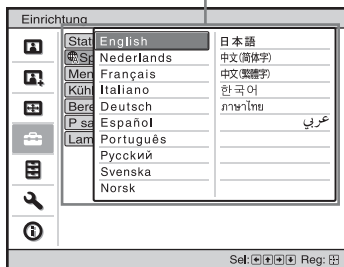 Einrichtung
Stat
Sp
Men
Kühl
Bere
P sa
Lam
English
Nederlands
Français
Italiano
Deutsch
Español
Português
Русский
Svenska
Norsk
日本語
中文(简体字)
中文(繁體字)
한국어
ภาษาไทย
عربي
Sel: Reg: